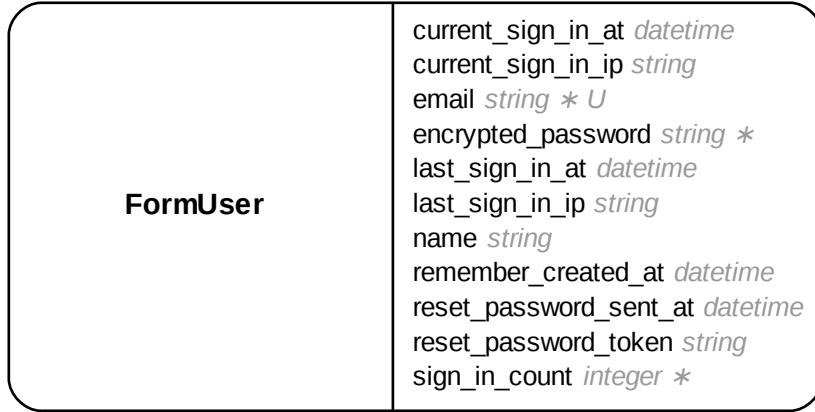 FormUser
current_sign_in_at datetime
current_sign_in_ip string
email string ∗ U
encrypted_password string ∗
last_sign_in_at datetime
last_sign_in_ip string
name string
remember_created_at datetime
reset_password_sent_at datetime
reset_password_token string
sign_in_count integer ∗